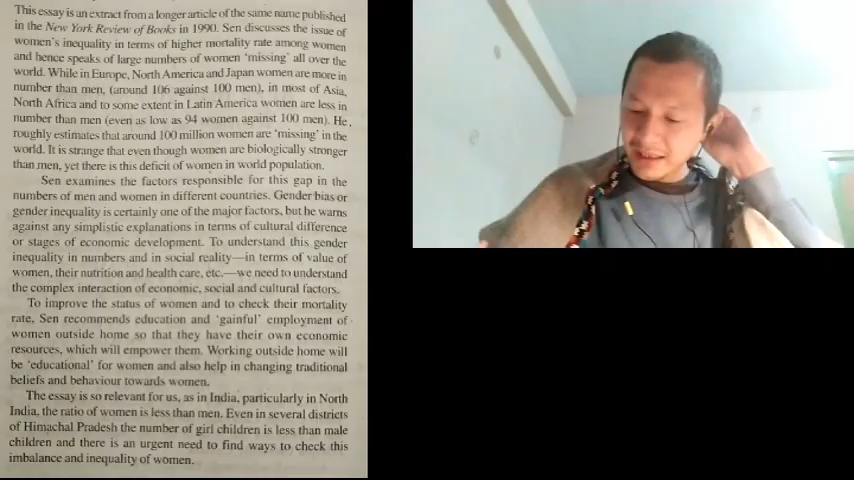 This essay is an extract from a longer article of the same name published
in the New York Review of Books in 1990. Sen discusses the issue of
women's inequality in terms of higher mortality rate among women
and hence speaks of large numbers of women 'missing' all over the
world. While in Europe, North America and Japan women are more in
number than men, (around 106 against 100 men), in most of Asia,
North Africa and to some extent in Latin America women are less in
number than men (even as low as 94 women against 100 men). He
roughly estimates that around 100 million women are 'missing' in the
world. It is strange that even though women are biologically stronger
than men, yet there is this deficit of women in world population.
Sen examines the factors responsible for this gap in the
numbers of men and women in different countries. Gender bias or
gender inequality is certainly one of the major factors, but he warns
against any simplistic explanations in terms of cultural difference
or stages of economic development. To understand this gender
inequality in numbers and in social reality—in terms of value of
women, their nutrition and health care, etc.—we need to understand
the complex interaction of economic, social and cultural factors.
To improve the status of women and to check their mortality
rate, Sen recommends education and 'gainful' employment of
women outside home so that they have their own economic
resources, which will empower them. Working outside home will
be 'educational' for women and also help in changing traditional
beliefs and behaviour towards women.
The essay is so relevant for us, as in India, particularly in North
India, the ratio of women is less than men. Even in several districts
of Himachal Pradesh the number of girl children is less than male
children and there is an urgent need to find ways to check this
imbalance and inequality of women.